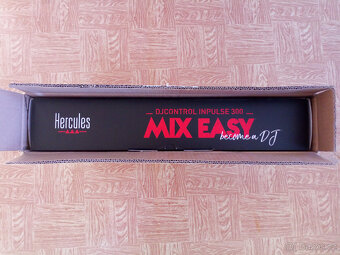 Hercules
DJCONTROL INPULSE 300
MIX EASY
become a DJ